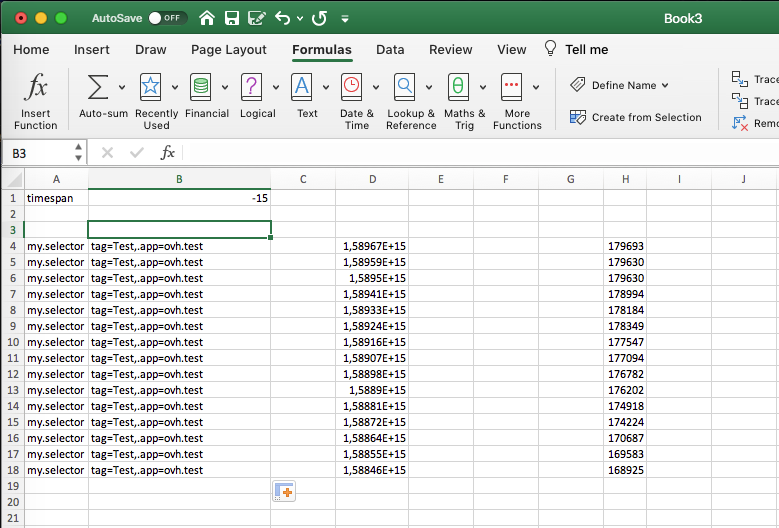 AutoSave OFF Book3
Home Insert Draw Page Layout Formulas Data Review View Tell me
fx Σ ? A θ
Insert Function Auto-sum Recently Used Financial Logical Text Date & Time Lookup & Reference Maths & Trig More Functions
Define Name Trace
Create from Selection Trace
Remo
B3 fx
A B C D E F G H I J
1 timespan -15
2
3
4 my.selector tag=Test,.app=ovh.test 1,58967E+15 179693
5 my.selector tag=Test,.app=ovh.test 1,58959E+15 179630
6 my.selector tag=Test,.app=ovh.test 1,5895E+15 179630
7 my.selector tag=Test,.app=ovh.test 1,58941E+15 178994
8 my.selector tag=Test,.app=ovh.test 1,58933E+15 178184
9 my.selector tag=Test,.app=ovh.test 1,58924E+15 178349
10 my.selector tag=Test,.app=ovh.test 1,58916E+15 177547
11 my.selector tag=Test,.app=ovh.test 1,58907E+15 177094
12 my.selector tag=Test,.app=ovh.test 1,58898E+15 176782
13 my.selector tag=Test,.app=ovh.test 1,5889E+15 176202
14 my.selector tag=Test,.app=ovh.test 1,58881E+15 174918
15 my.selector tag=Test,.app=ovh.test 1,58872E+15 174224
16 my.selector tag=Test,.app=ovh.test 1,58864E+15 170687
17 my.selector tag=Test,.app=ovh.test 1,58855E+15 169583
18 my.selector tag=Test,.app=ovh.test 1,58846E+15 168925
19
20
21